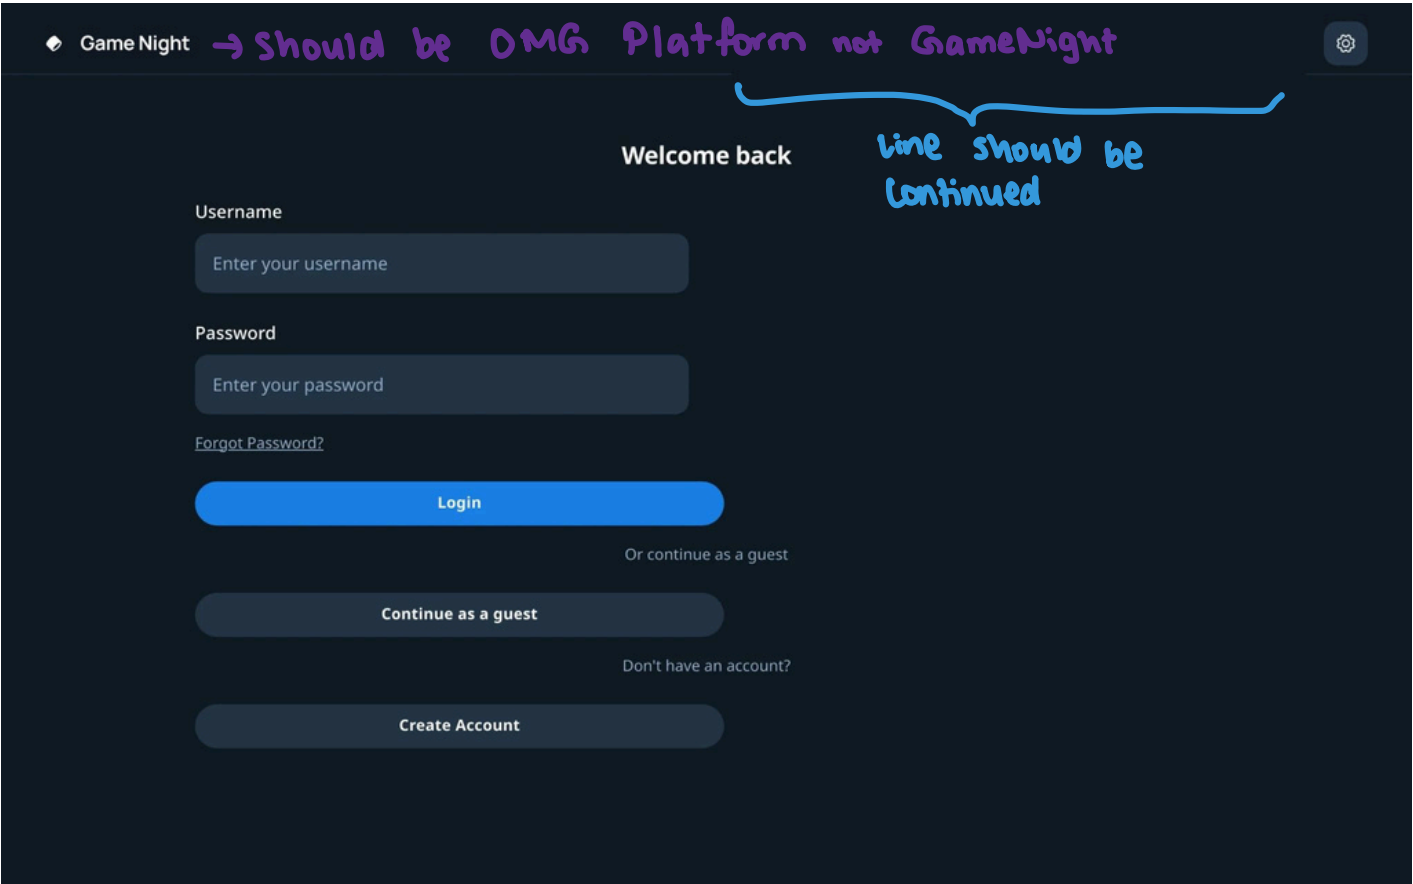 Game Night → Should be OMG Platform not GameNight
Welcome back
Line should be
Continued
Username
Enter your username
Password
Enter your password
Forgot Password?
Login
Or continue as a guest
Continue as a guest
Don't have an account?
Create Account